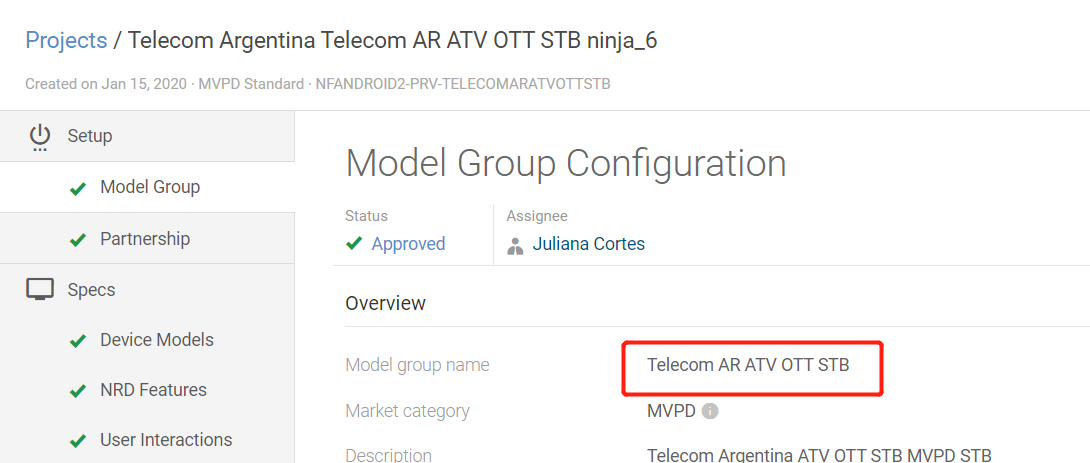 Projects / Telecom Argentina Telecom AR ATV OTT STB ninja_6
Created on Jan 15, 2020 · MVPD Standard · NFANDROID2-PRV-TELECOMARATVOTTSTB
Setup
Model Group
Partnership
Specs
Device Models
NRD Features
User Interactions
Model Group Configuration
Status
Approved
Assignee
Juliana Cortes
Overview
Model group name Telecom AR ATV OTT STB
Market category MVPD
Description Telecom Argentina ATV OTT STB MVPD STB